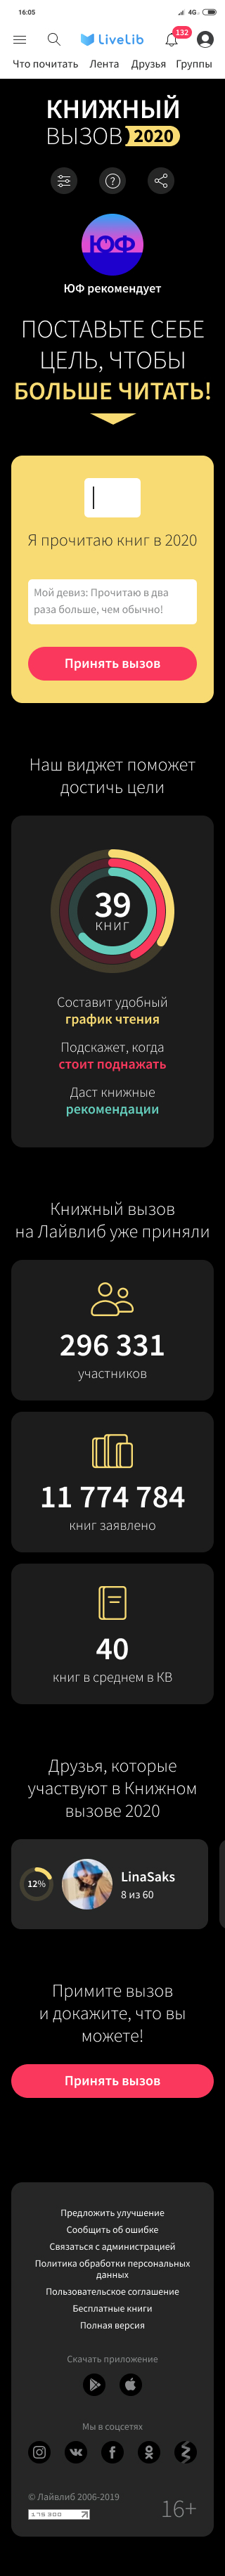 16:05
4G
LiveLib
132
Что почитать Лента Друзья Группы
КНИЖНЫЙ
ВЫЗОВ 2020
ЮФ
ЮФ рекомендует
ПОСТАВЬТЕ СЕБЕ
ЦЕЛЬ, ЧТОБЫ
БОЛЬШЕ ЧИТАТЬ!
Я прочитаю книг в 2020
Мой девиз: Прочитаю в два
раза больше, чем обычно!
Принять вызов
Наш виджет поможет
достичь цели
39
КНИГ
Составит удобный
график чтения
Подскажет, когда
стоит поднажать
Даст книжные
рекомендации
Книжный вызов
на Лайвлиб уже приняли
296 331
участников
11 774 784
книг заявлено
40
книг в среднем в КВ
Друзья, которые
участвуют в Книжном
вызове 2020
12%
LinaSaks
8 из 60
Примите вызов
и докажите, что вы
можете!
Принять вызов
Предложить улучшение
Сообщить об ошибке
Связаться с администрацией
Политика обработки персональных
данных
Пользовательское соглашение
Бесплатные книги
Полная версия
Скачать приложение
Мы в соцсетях
© Лайвлиб 2006-2019
16+